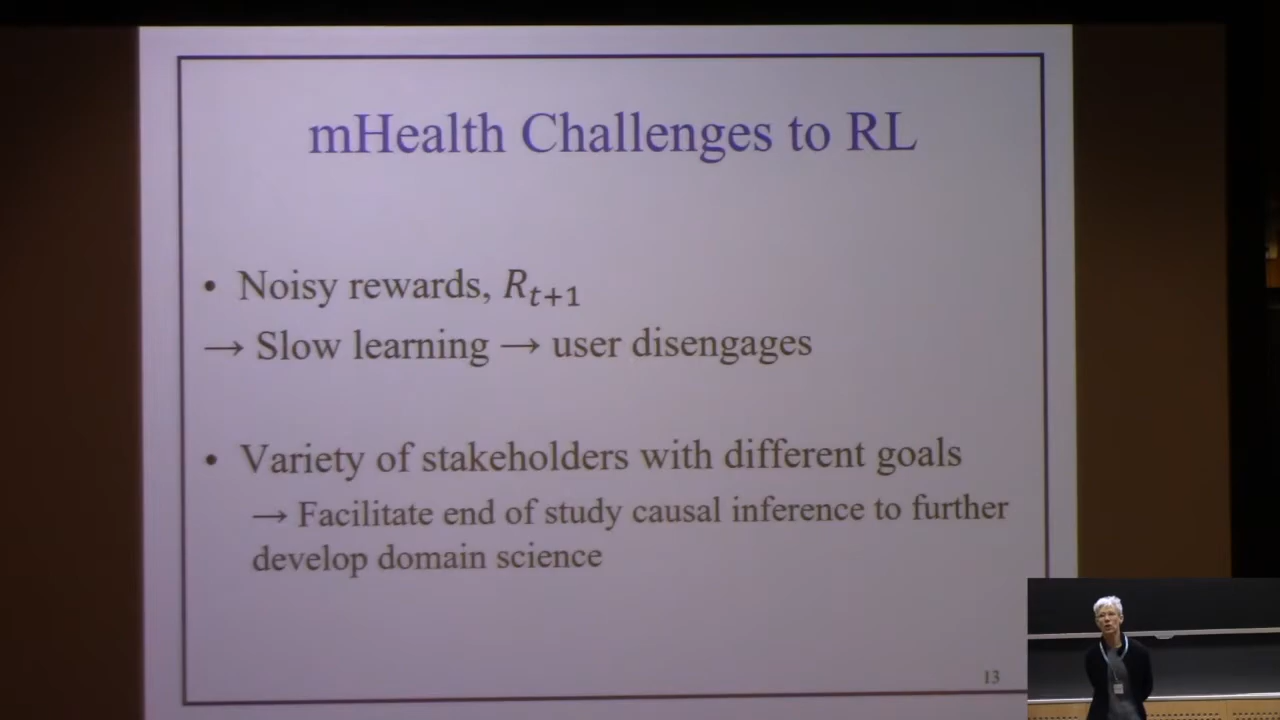 mHealth Challenges to RL
• Noisy rewards, R_{t+1}
→ Slow learning → user disengages
• Variety of stakeholders with different goals
→ Facilitate end of study causal inference to further
develop domain science
13